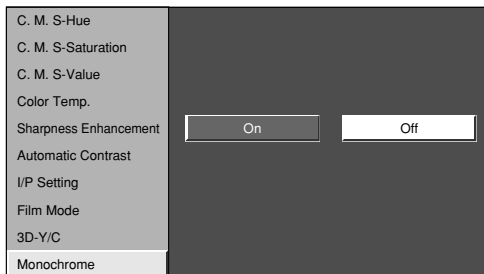 C. M. S-Hue
C. M. S-Saturation
C. M. S-Value
Color Temp.
Sharpness Enhancement
On
Off
Automatic Contrast
I/P Setting
Film Mode
3D-Y/C
Monochrome